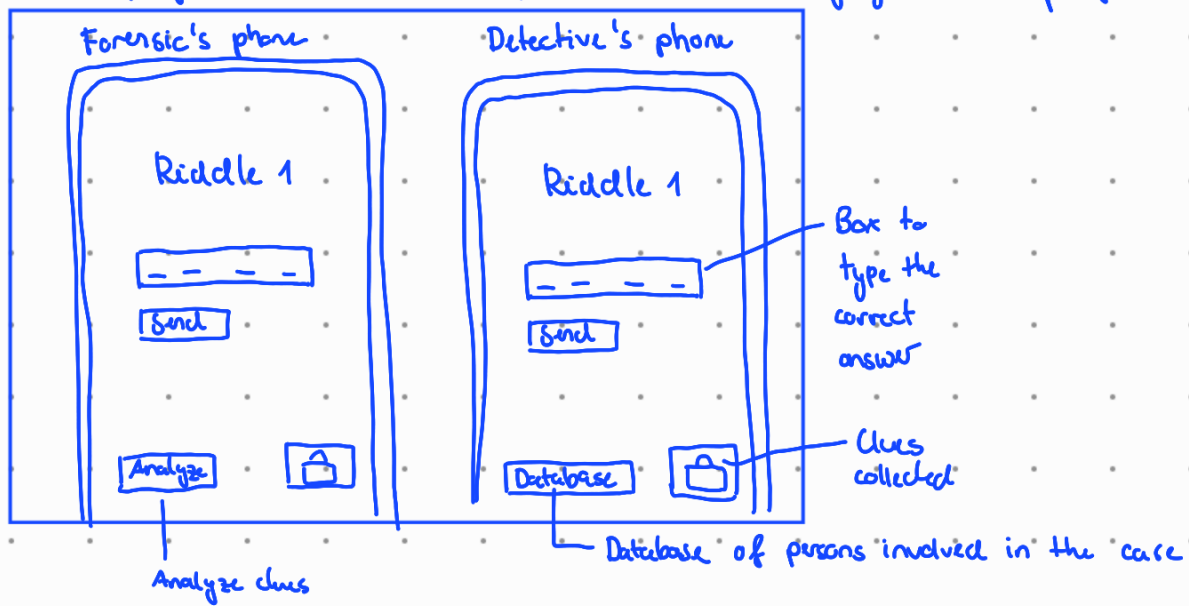 Forensic's phone
Detective's phone
Riddle 1
Riddle 1
Send
Send
Analyze
Database
Box to
type the
correct
answer
Clues
collected
Database of persons involved in the case
Analyze clues